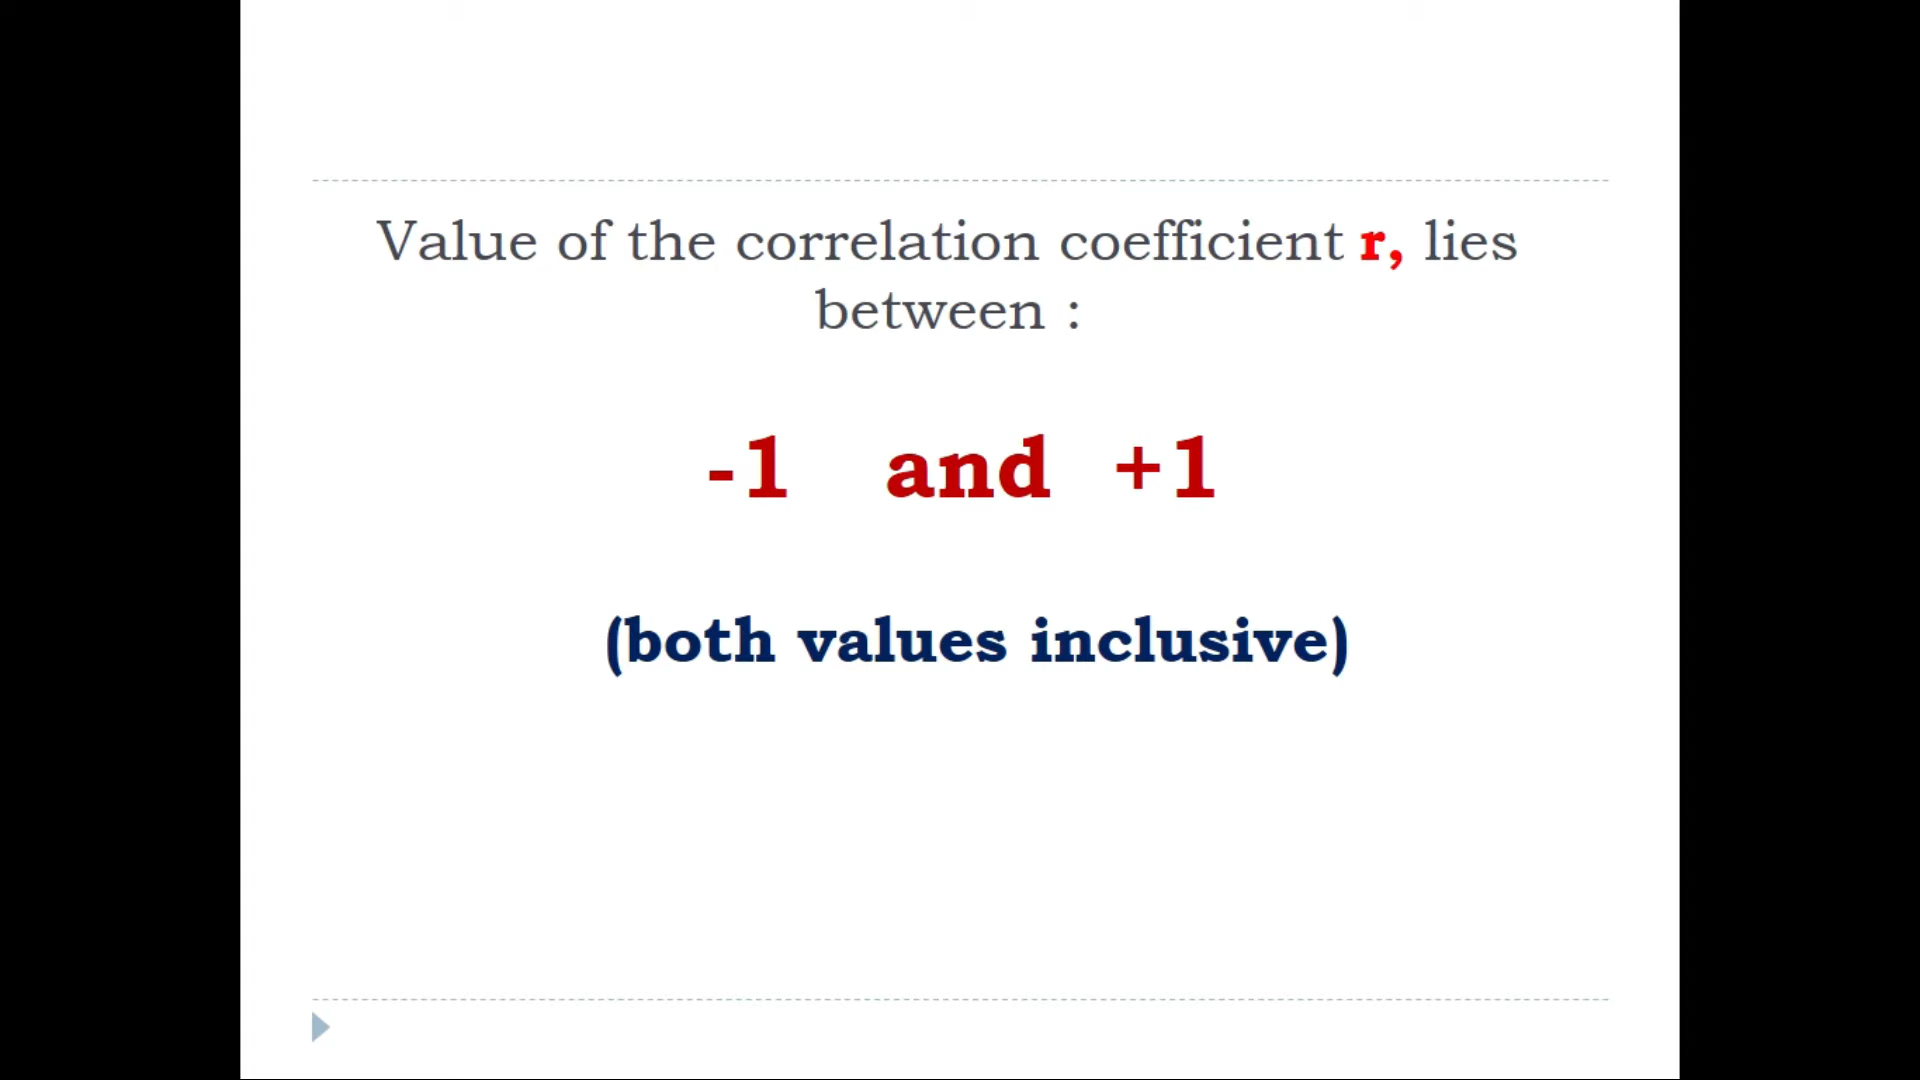 Value of the correlation coefficient r, lies
between :
-1 and +1
(both values inclusive)